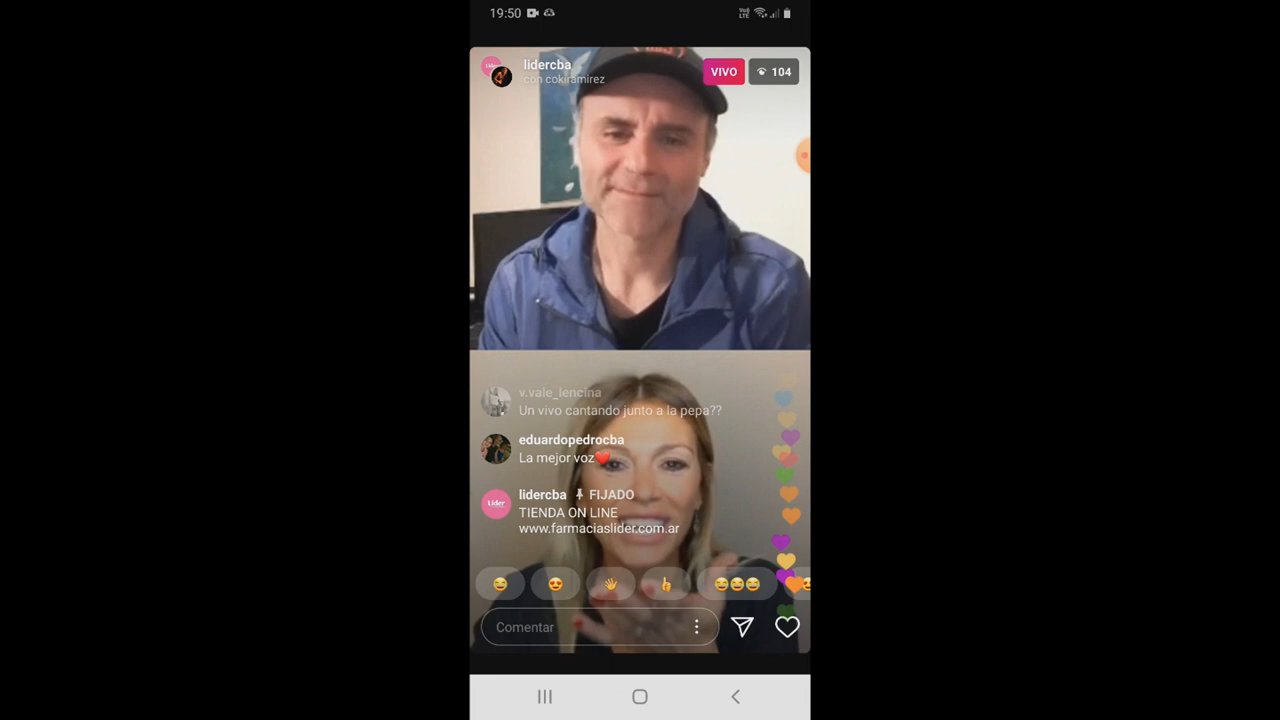 19:50
lidercba
con cokiramirez
VIVO
104
v.vale_lencina
Un vivo cantando junto a la pepa??
eduardopedrocba
La mejor voz❤️
lidercba FIJADO
Líder
TIENDA ON LINE
www.farmaciaslider.com.ar
😂 😍 👋 👍 😂😂😂
Comentar